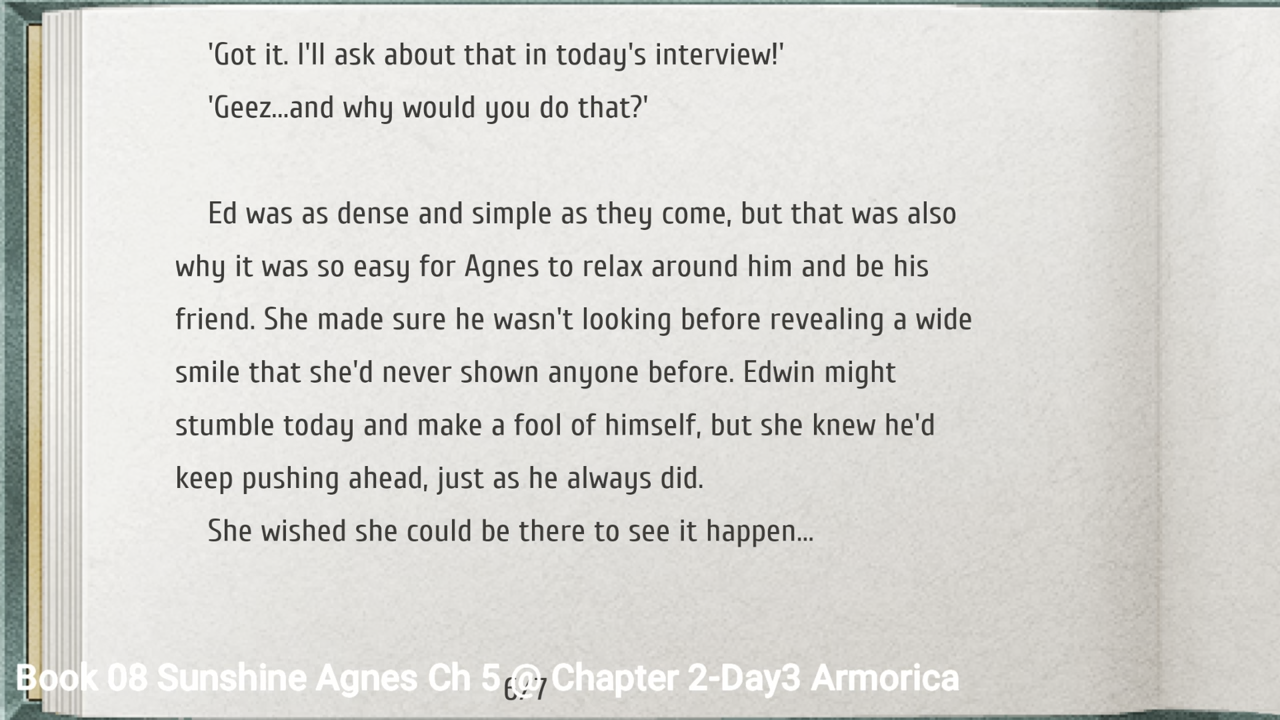 'Got it. I'll ask about that in today's interview!'
'Geez...and why would you do that?'
Ed was as dense and simple as they come, but that was also
why it was so easy for Agnes to relax around him and be his
friend. She made sure he wasn't looking before revealing a wide
smile that she'd never shown anyone before. Edwin might
stumble today and make a fool of himself, but she knew he'd
keep pushing ahead, just as he always did.
She wished she could be there to see it happen...
6/7
Book 08 Sunshine Agnes Ch 5 @ Chapter 2-Day3 Armorica